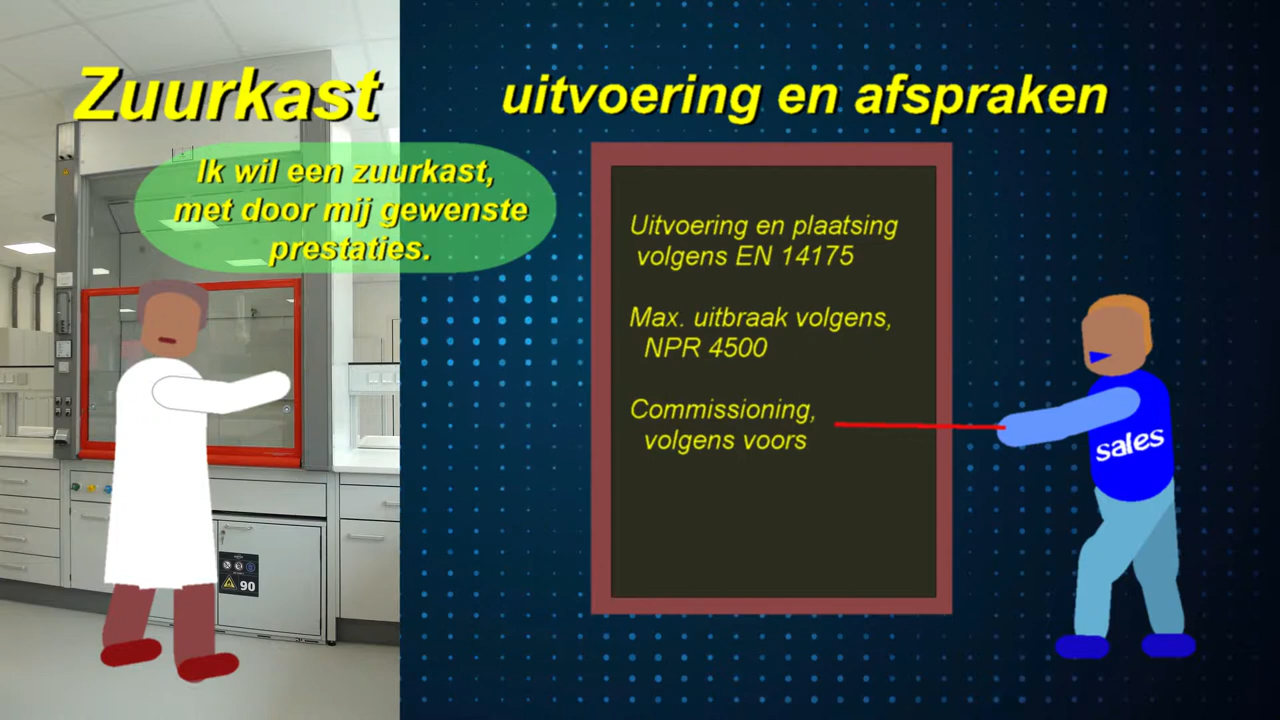 Zuurkast uitvoering en afspraken
Ik wil een zuurkast,
met door mij gewenste
prestaties.
Uitvoering en plaatsing
volgens EN 14175
Max. uitbraak volgens,
NPR 4500
Commissioning,
volgens voors
sales
90